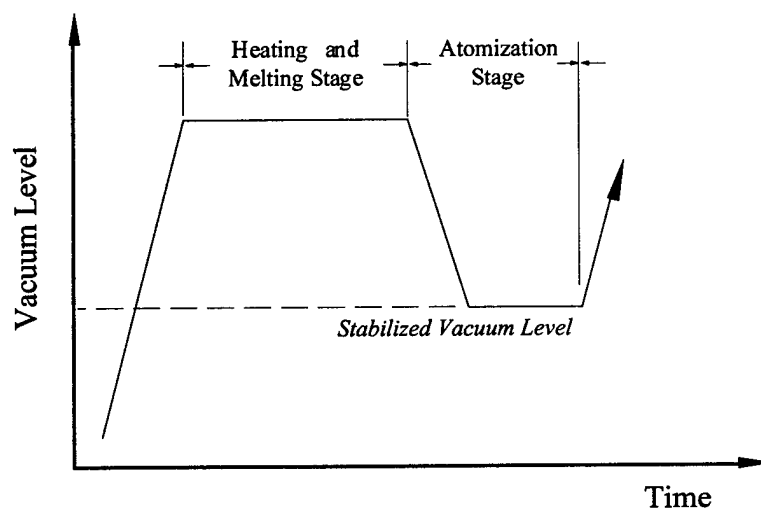 Heating and
Melting Stage
Atomization
Stage
Vacuum Level
Stabilized Vacuum Level
Time